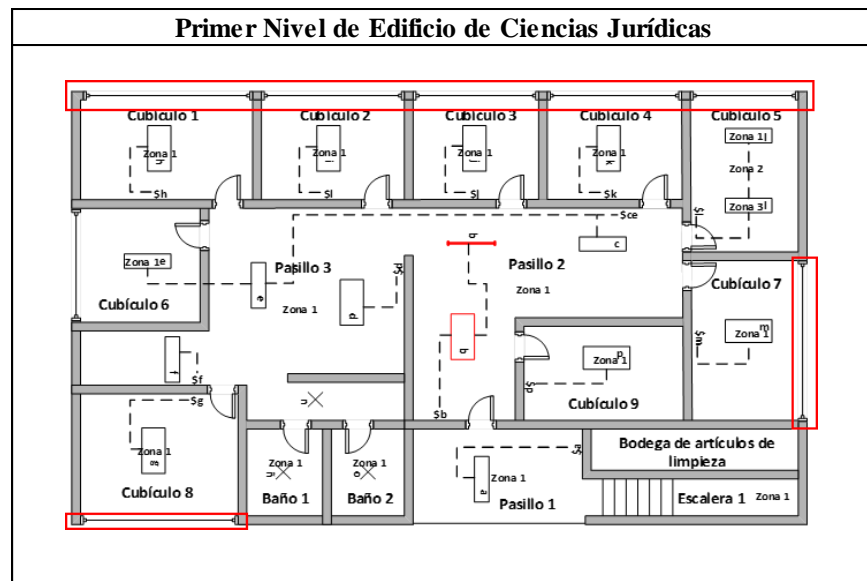 Primer Nivel de Edificio de Ciencias Jurídicas
Cubículo 1
Cubículo 2
Cubículo 3
Cubículo 4
Cubículo 5
Zona 1
h
Zona 1
i
Zona 1
j
Zona 1
k
Zona 1 l
Zona 2
Zona 3 l
$h
$j
$k
$l
$ce
b
c
Zona 1 e
Pasillo 3
Pasillo 2
$d
e
d
Zona 1
Zona 1
Cubículo 6
Cubículo 7
b
m
Zona 1
$m
p
Zona 1
$p
f
$f
$g
Cubículo 9
n
$b
Zona 1
g
Cubículo 8
Zona 1
n
Baño 1
Zona 1
o
Baño 2
$a
Zona 1
a
Pasillo 1
Bodega de artículos de
limpieza
Escalera 1
Zona 1